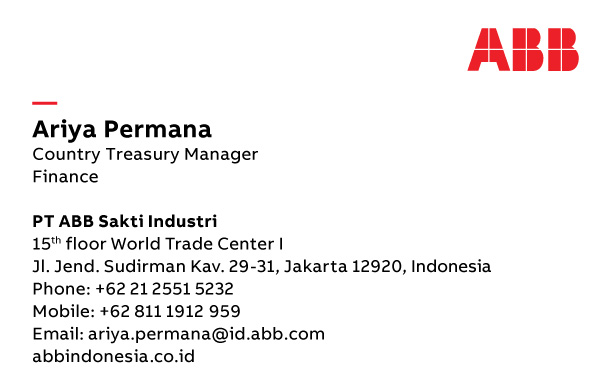 ABB
Ariya Permana
Country Treasury Manager
Finance
PT ABB Sakti Industri
15th floor World Trade Center I
Jl. Jend. Sudirman Kav. 29-31, Jakarta 12920, Indonesia
Phone: +62 21 2551 5232
Mobile: +62 811 1912 959
Email: ariya.permana@id.abb.com
abbindonesia.co.id